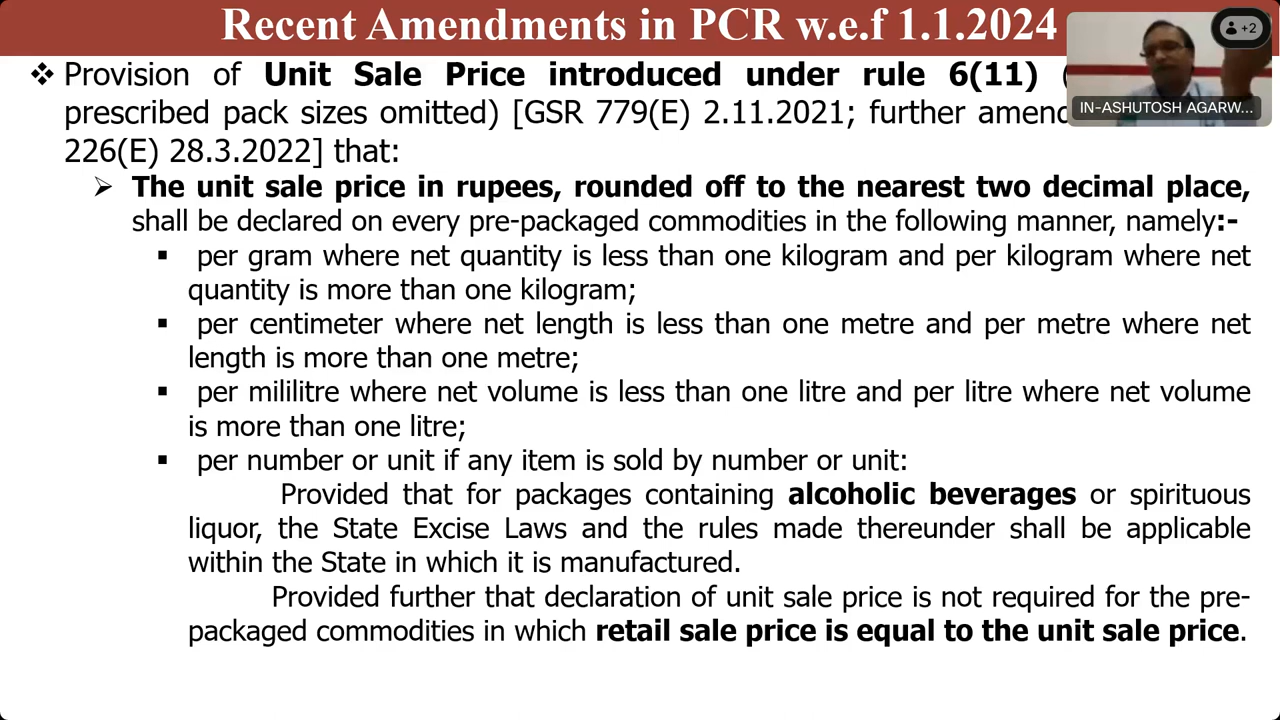 Recent Amendments in PCR w.e.f 1.1.2024
+2
IN-ASHUTOSH AGARW...
❖ Provision of Unit Sale Price introduced under rule 6(11) (
prescribed pack sizes omitted) [GSR 779(E) 2.11.2021; further amend
226(E) 28.3.2022] that:
➢ The unit sale price in rupees, rounded off to the nearest two decimal place,
shall be declared on every pre-packaged commodities in the following manner, namely:-
▪ per gram where net quantity is less than one kilogram and per kilogram where net
quantity is more than one kilogram;
▪ per centimeter where net length is less than one metre and per metre where net
length is more than one metre;
▪ per mililitre where net volume is less than one litre and per litre where net volume
is more than one litre;
▪ per number or unit if any item is sold by number or unit:
Provided that for packages containing alcoholic beverages or spirituous
liquor, the State Excise Laws and the rules made thereunder shall be applicable
within the State in which it is manufactured.
Provided further that declaration of unit sale price is not required for the pre-
packaged commodities in which retail sale price is equal to the unit sale price.